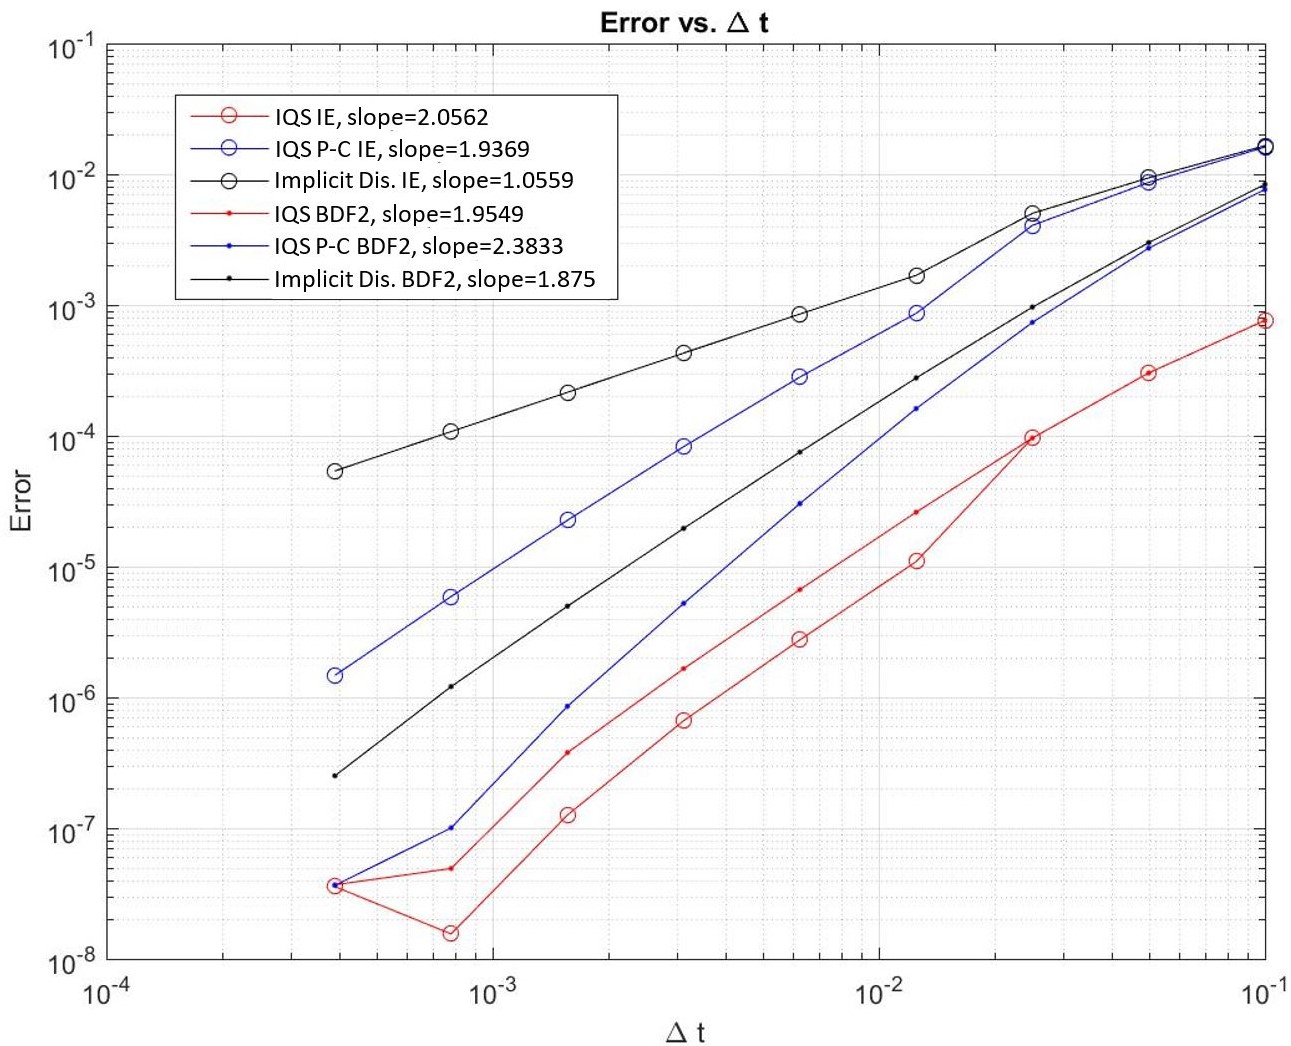 Error vs. Δ t
10^-1
10^-2
10^-3
10^-4
10^-5
10^-6
10^-7
10^-8
Error
IQS IE, slope=2.0562
IQS P-C IE, slope=1.9369
Implicit Dis. IE, slope=1.0559
IQS BDF2, slope=1.9549
IQS P-C BDF2, slope=2.3833
Implicit Dis. BDF2, slope=1.875
10^-4
10^-3
10^-2
10^-1
Δ t